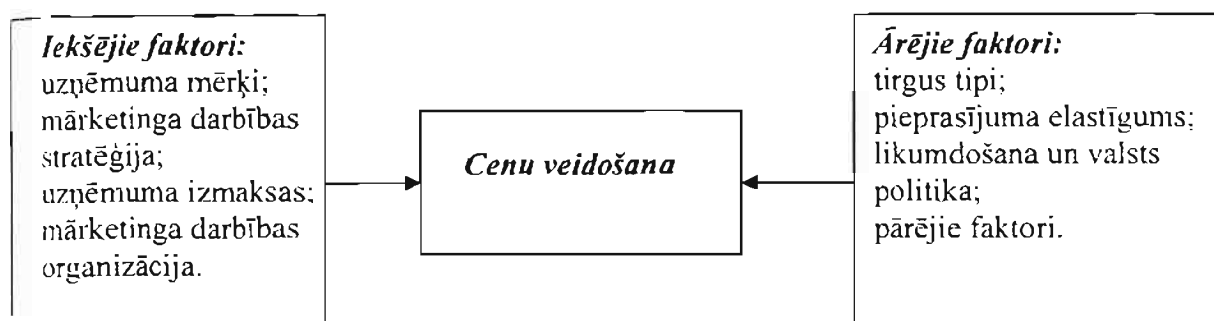 Iekšējie faktori:
uzņēmuma mērķi;
mārketinga darbības
stratēģija;
uzņēmuma izmaksas;
mārketinga darbības
organizācija.
Cenu veidošana
Ārējie faktori:
tirgus tipi;
pieprasījuma elastīgums;
likumdošana un valsts
politika;
pārējie faktori.